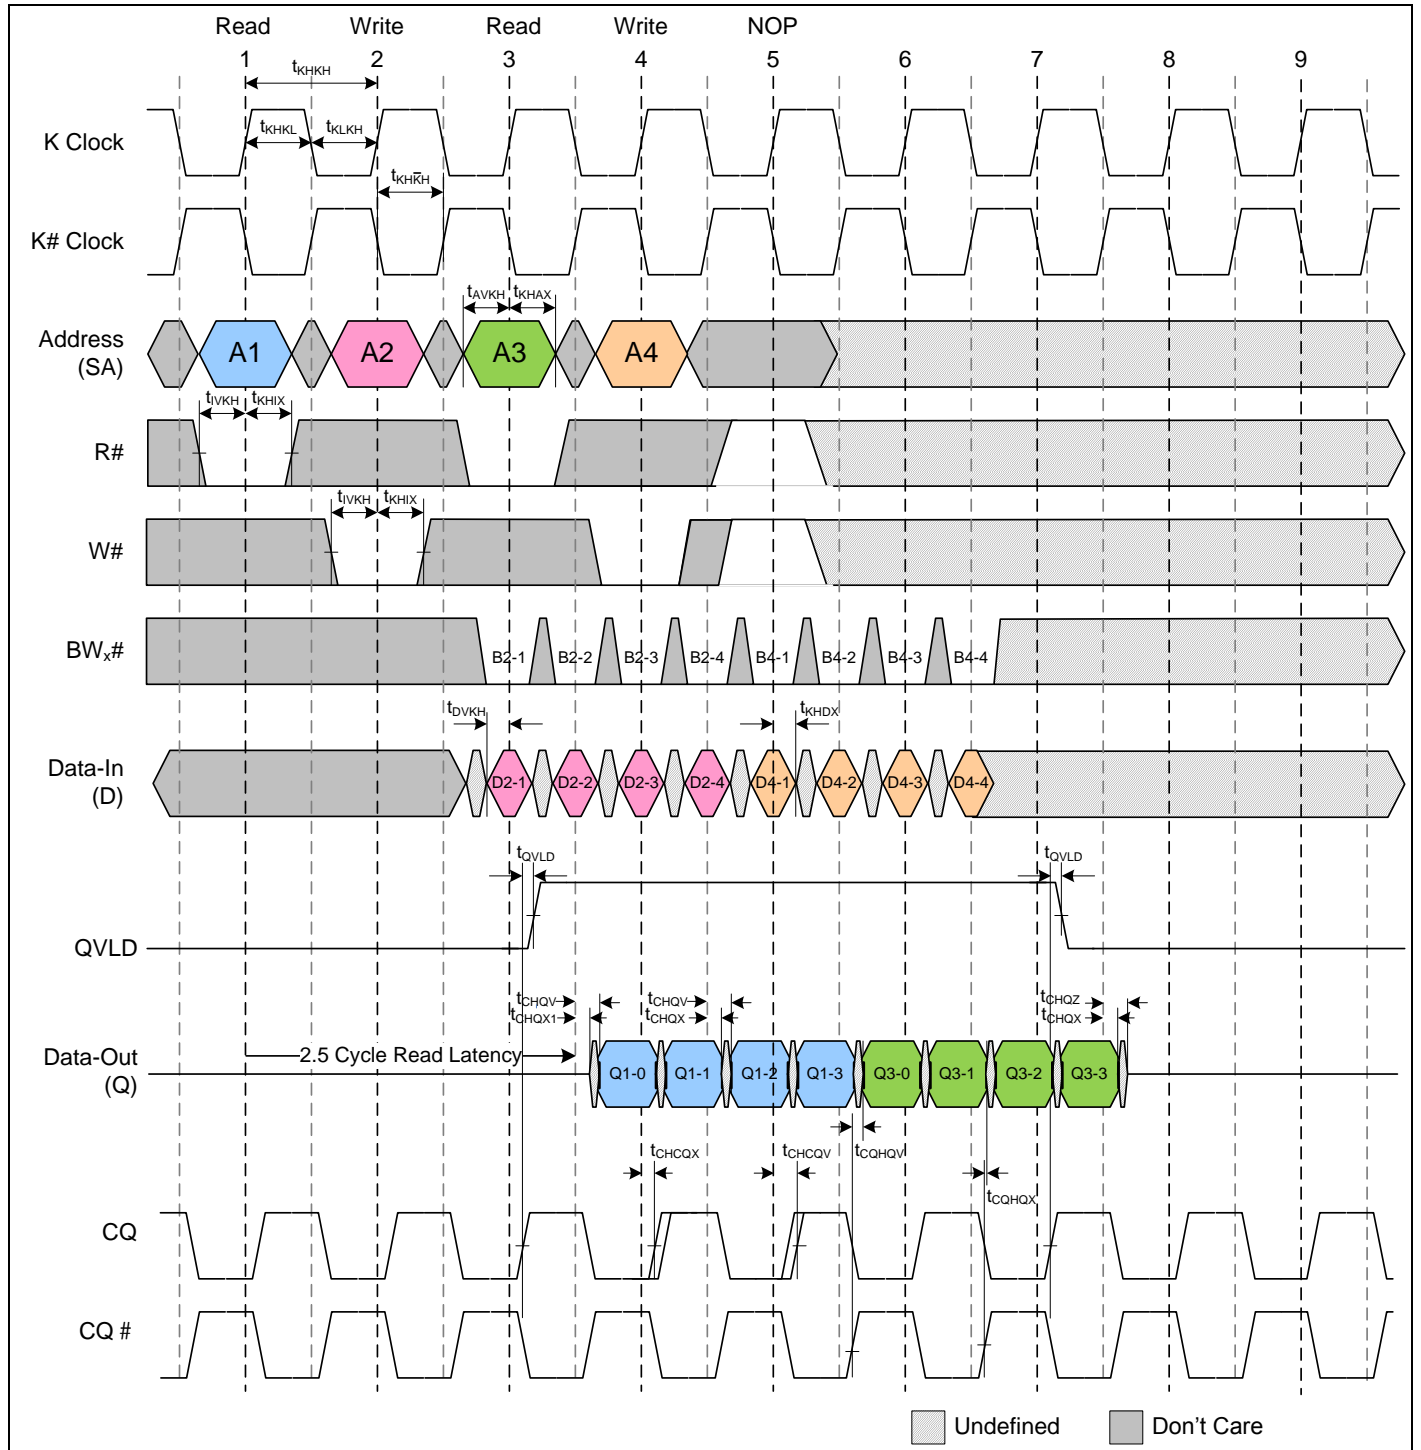 Read Write Read Write NOP
1 2 3 4 5 6 7 8 9
tKHKH
K Clock
tKHKL tKLKH
tKHK̅H
K# Clock
tAVKH tKHAX
Address
(SA)
A1 A2 A3 A4
tIVKH tKHIX
R#
tIVKH tKHIX
W#
BWx#
B2-1 B2-2 B2-3 B2-4 B4-1 B4-2 B4-3 B4-4
tDVKH tKHDX
Data-In
(D)
D2-1 D2-2 D2-3 D2-4 D4-1 D4-2 D4-3 D4-4
tQVLD tQVLD
QVLD
tCHQV tCHQV tCHQZ
tCHQX1 tCHQX tCHQX
Data-Out
(Q)
2.5 Cycle Read Latency
Q1-0 Q1-1 Q1-2 Q1-3 Q3-0 Q3-1 Q3-2 Q3-3
tCHCQX tCHCQV tCQHQV
tCQHQX
CQ
CQ #
Undefined Don't Care